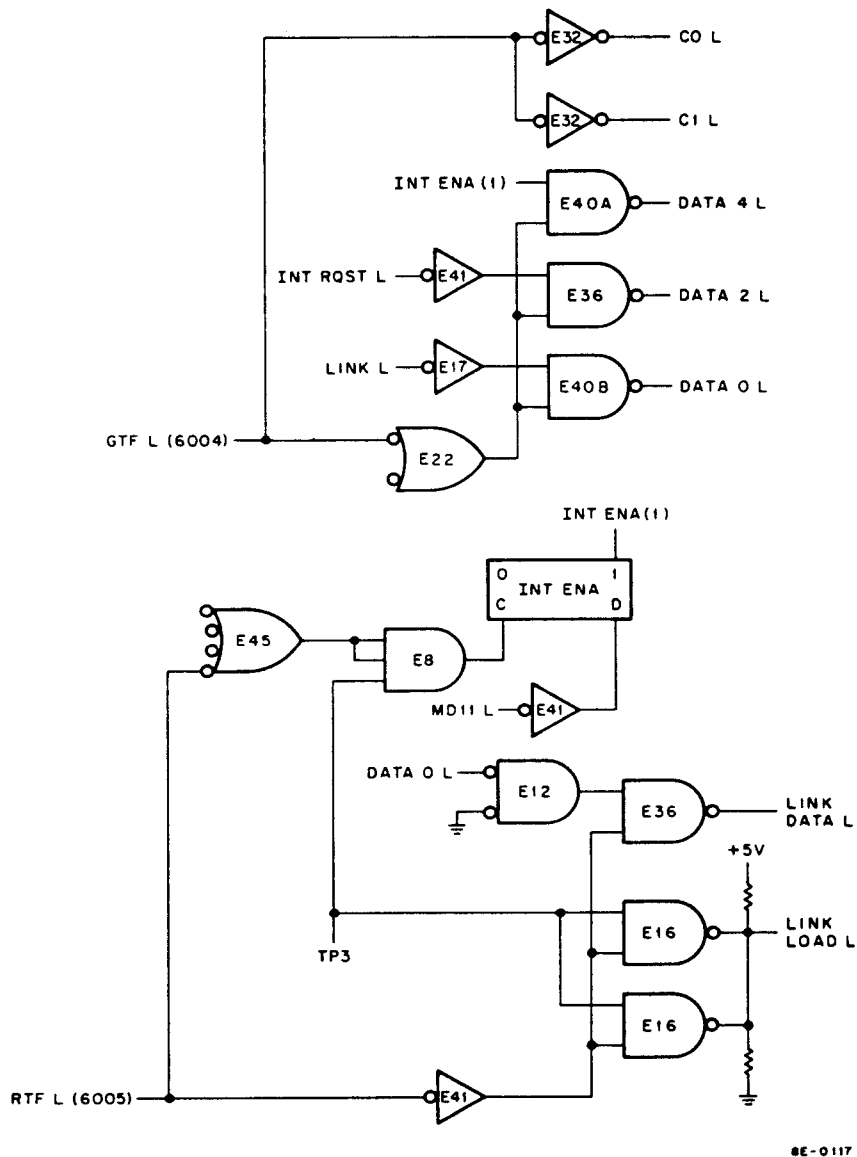 E32
C0 L
E32
C1 L
INT ENA(1)
E40A
DATA 4 L
INT RQST L
E41
E36
DATA 2 L
LINK L
E17
E40B
DATA 0 L
GTF L (6004)
E22
INT ENA(1)
0
1
INT ENA
C
D
E45
E8
MD11 L
E41
DATA 0 L
E12
E36
LINK
DATA L
+5V
E16
LINK
LOAD L
TP3
E16
RTF L (6005)
E41
8E-0117